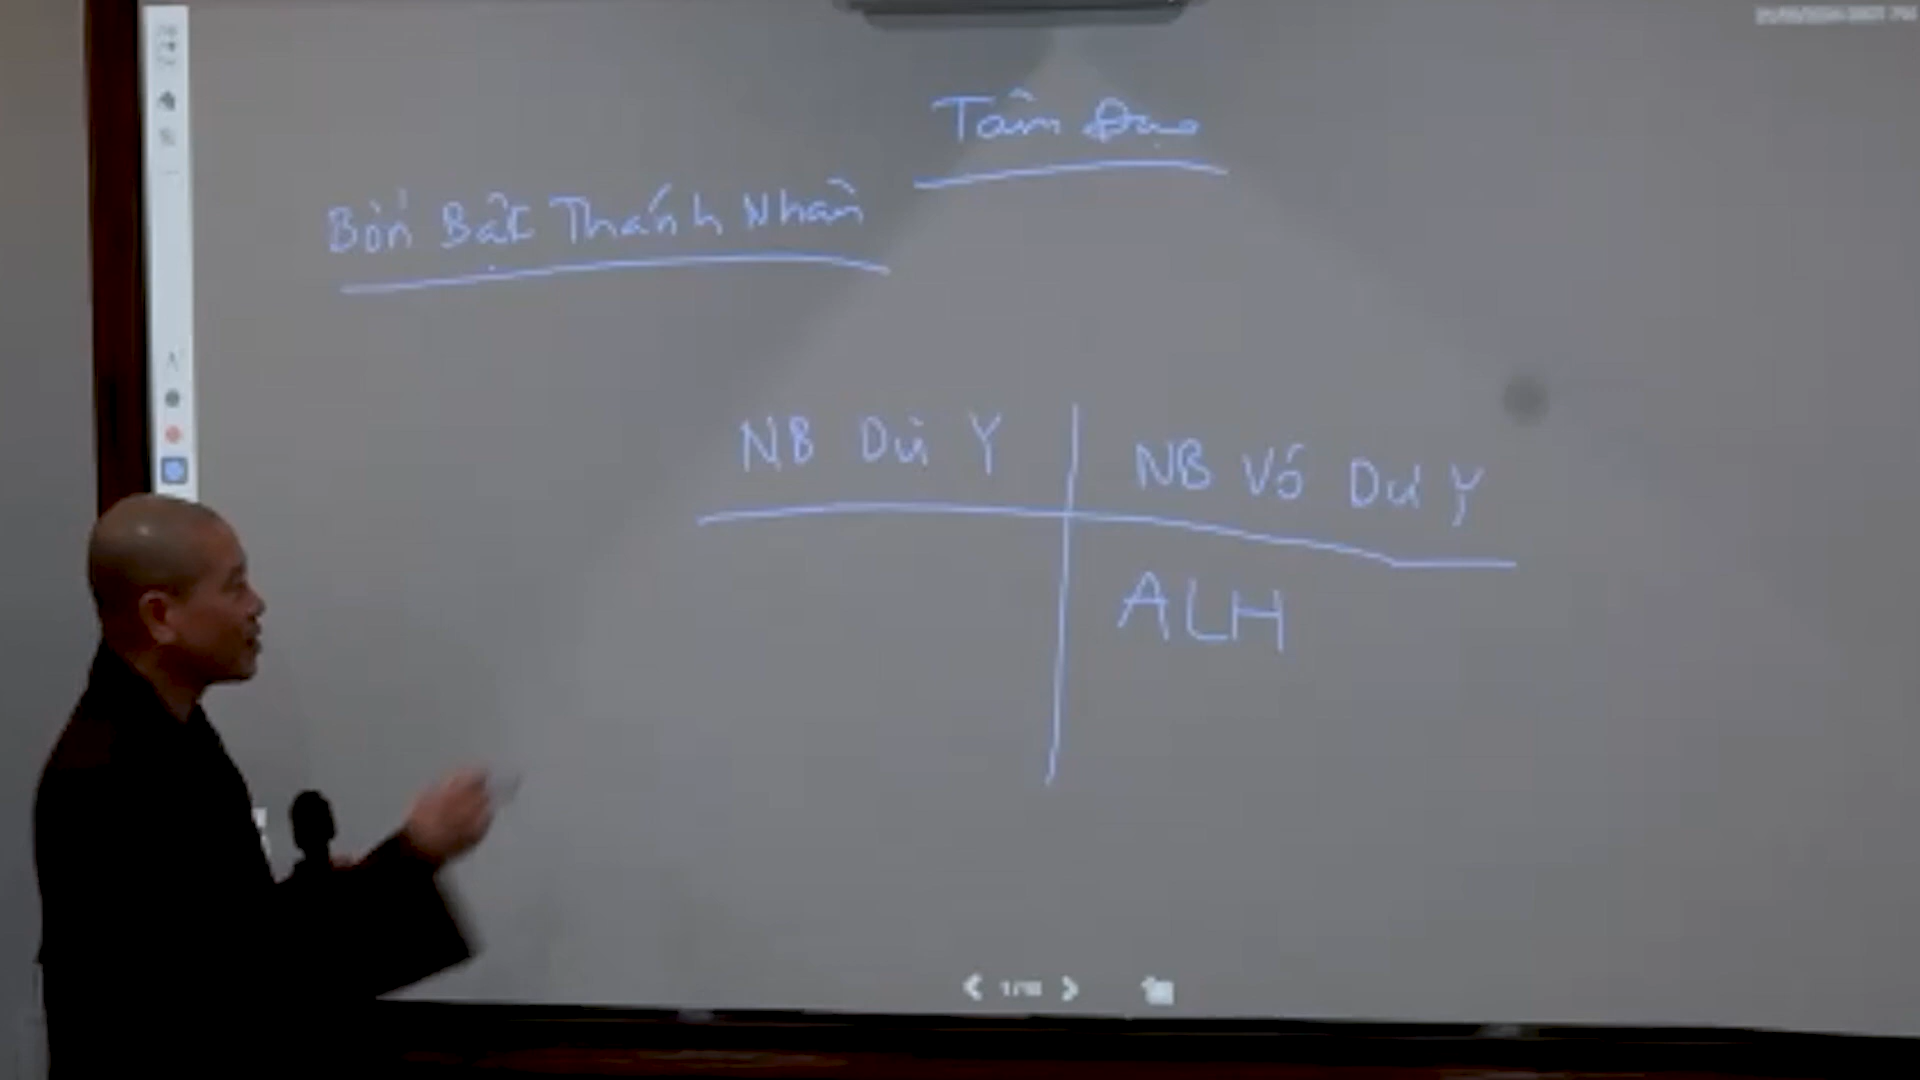 Tâm Đạo
Bốn Bậc Thánh Nhân
NB Dư Y
NB Vô Dư Y
ALH